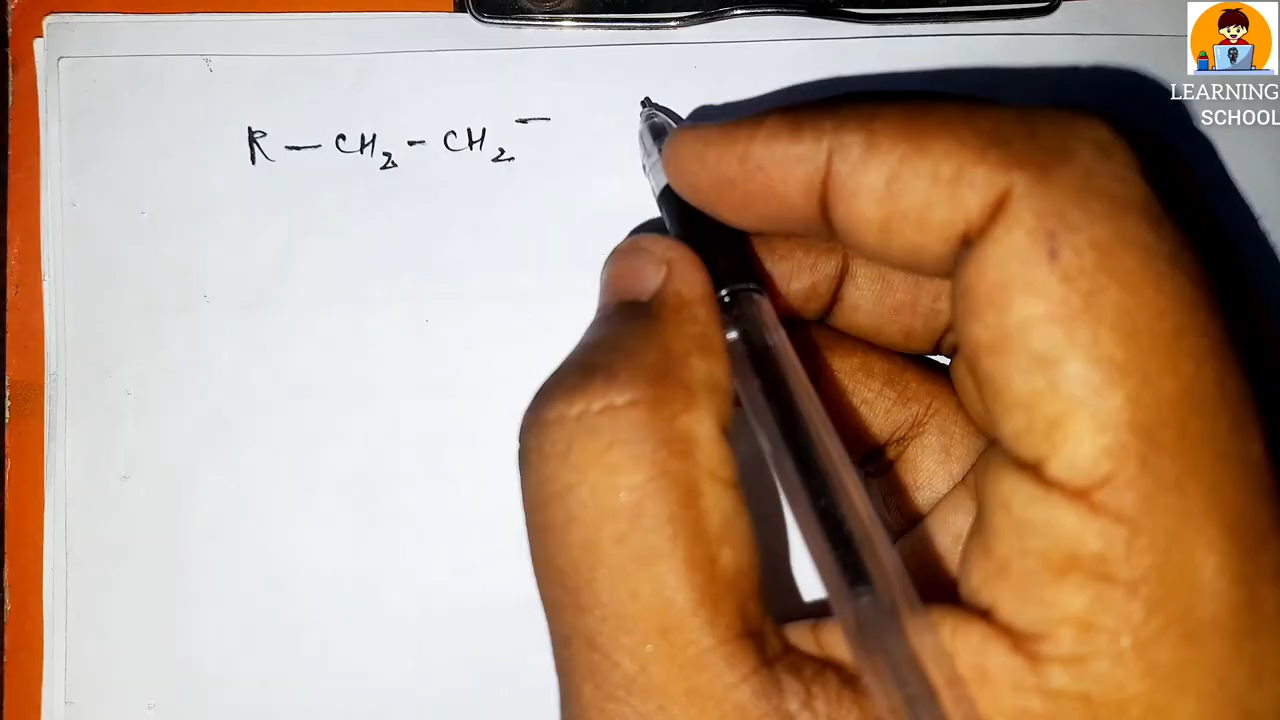 R — CH₂ - CH₂ ⁻
LEARNING
SCHOOL